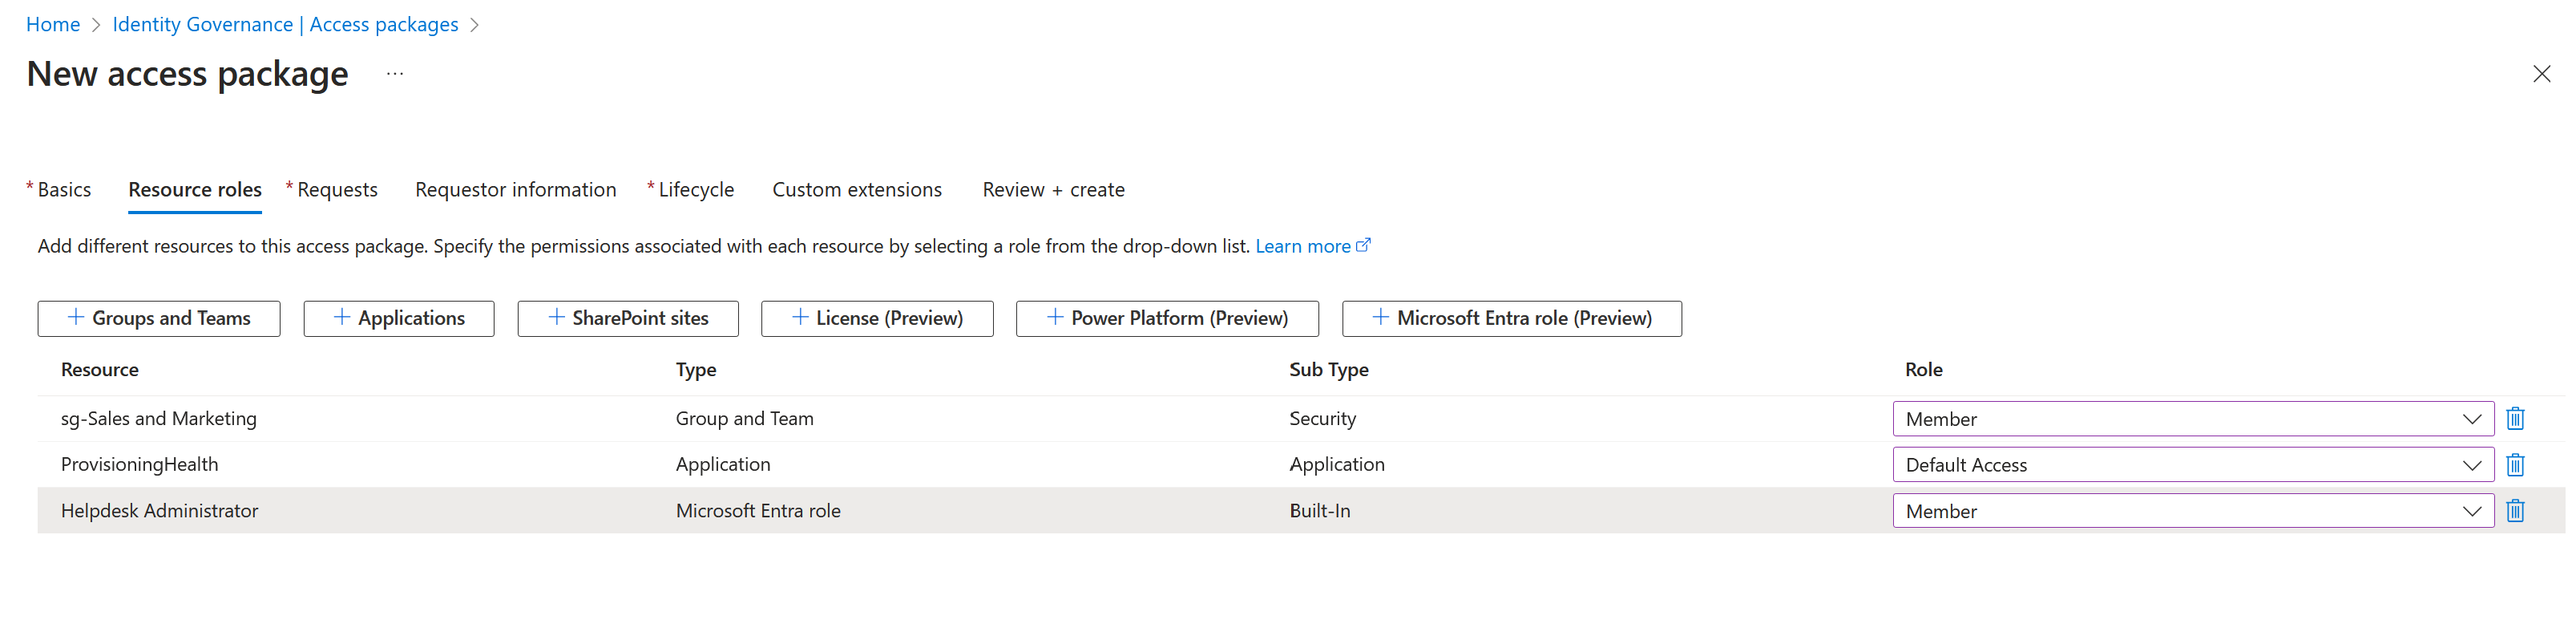 Home > Identity Governance | Access packages >
New access package ...
* Basics Resource roles * Requests Requestor information * Lifecycle Custom extensions Review + create
Add different resources to this access package. Specify the permissions associated with each resource by selecting a role from the drop-down list. Learn more
+ Groups and Teams + Applications + SharePoint sites + License (Preview) + Power Platform (Preview) + Microsoft Entra role (Preview)
Resource Type Sub Type Role
sg-Sales and Marketing Group and Team Security Member
ProvisioningHealth Application Application Default Access
Helpdesk Administrator Microsoft Entra role Built-In Member